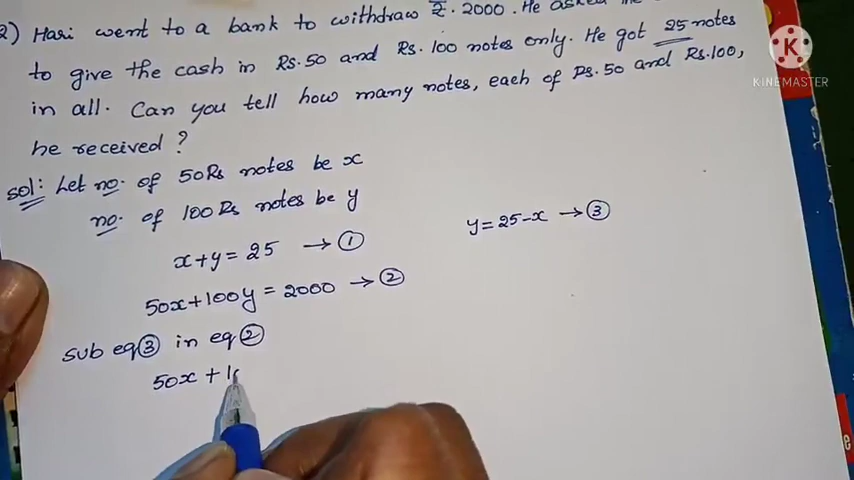 2) Hari went to a bank to withdraw ₹. 2000. He asked the
to give the cash in Rs.50 and Rs.100 notes only. He got 25 notes
in all. Can you tell how many notes, each of Rs.50 and Rs.100,
he received ?
Sol: Let no. of 50Rs notes be x
no. of 100Rs notes be y
x+y = 25 → ①
y = 25-x → ③
50x+100y = 2000 → ②
sub eq③ in eq②
50x + 1
K
KINEMASTER